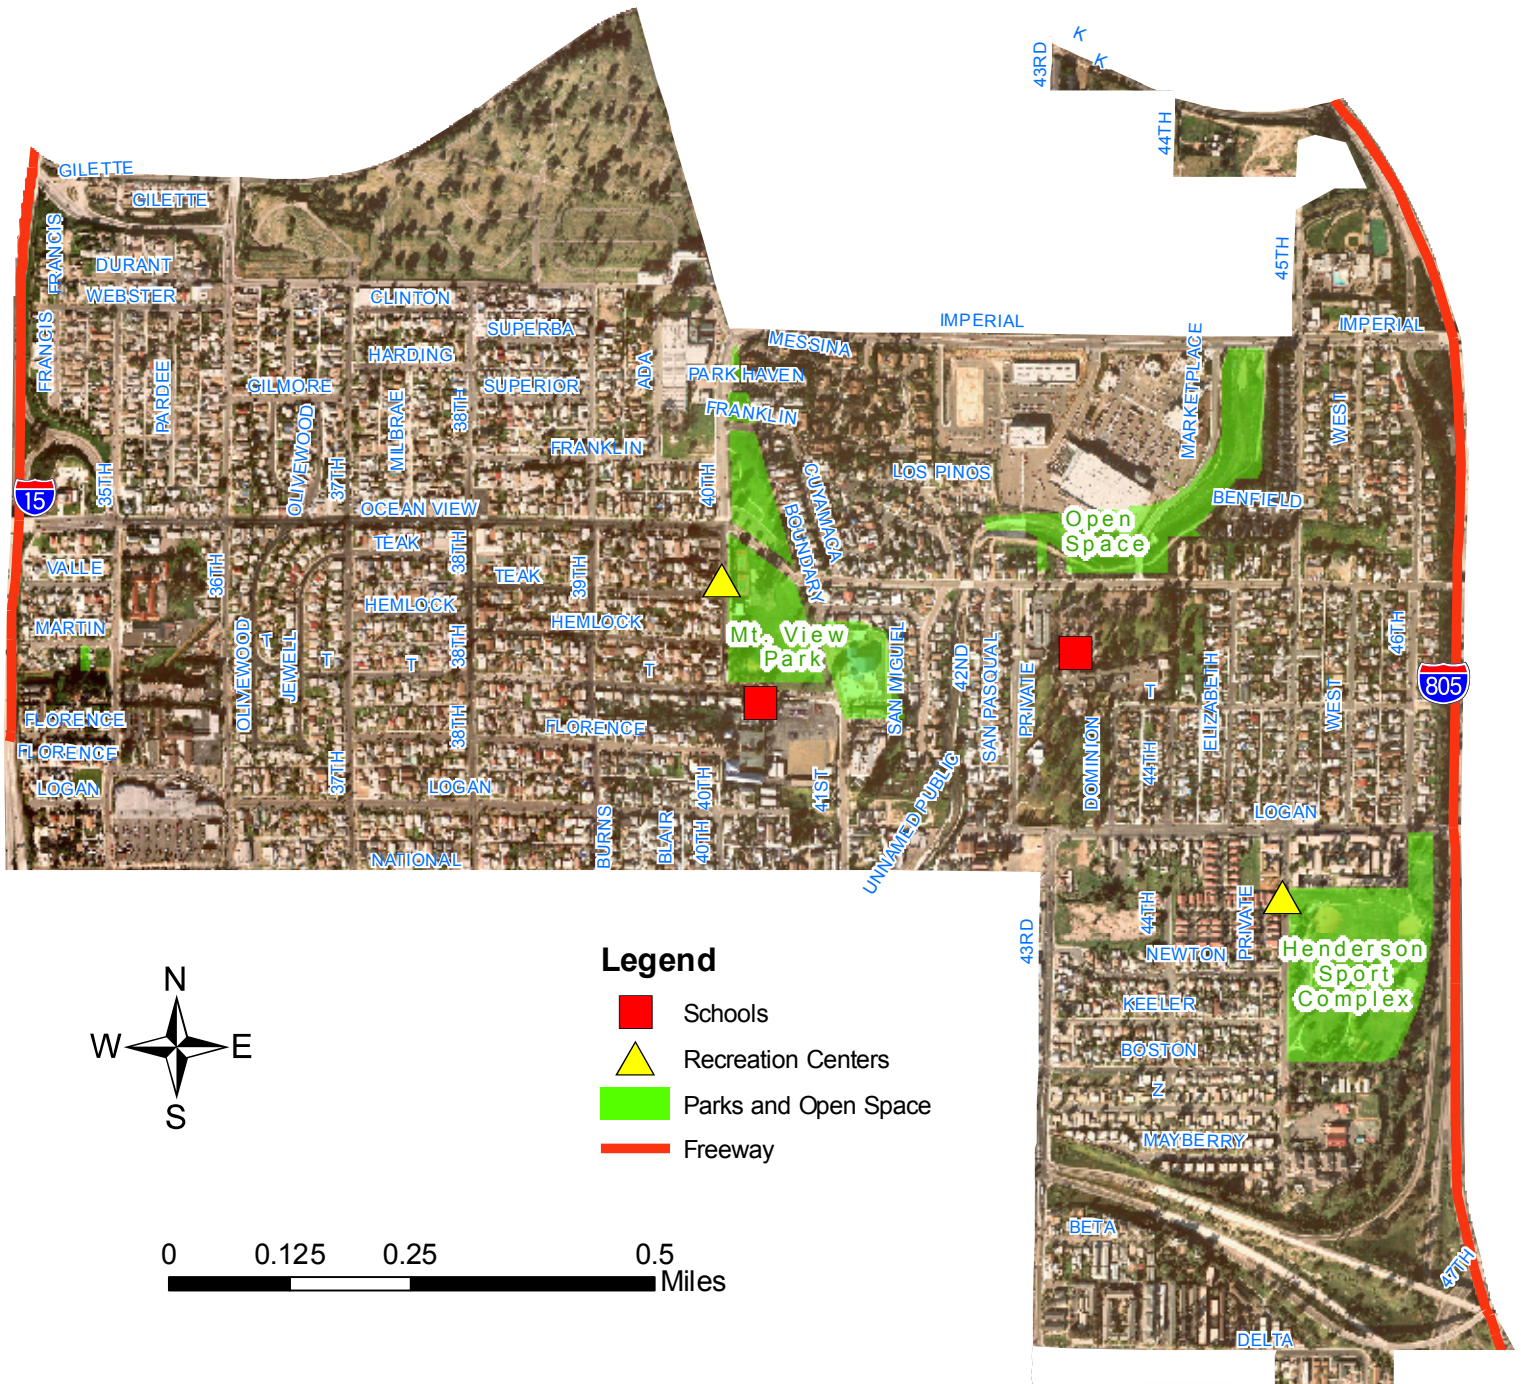 K
43RD
K
44TH
GILETTE
GILETTE
FRANCIS
DURANT
WEBSTER
45TH
CLINTON
SUPERBA
IMPERIAL
IMPERIAL
MESSINA
FRANCIS
PARDEE
HARDING
GILMORE
SUPERIOR
ADA
PARK HAVEN
MARKETPLACE
MILBRAE
38TH
FRANKLIN
WEST
OLIVEWOOD
FRANKLIN
35TH
37TH
40TH
CUYAMACA
LOS PINOS
15
OCEAN VIEW
BOUNDARY
BENFIELD
Open
Space
TEAK
38TH
VALLE
36TH
TEAK
39TH
HEMLOCK
HEMLOCK
MARTIN
OLIVEWOOD
T
JEWELL
T
T
38TH
T
Mt. View
Park
SAN MIGUEL
42ND
SAN PASQUAL
PRIVATE
46TH
T
ELIZABETH
WEST
805
FLORENCE
FLORENCE
38TH
FLORENCE
DOMINION
44TH
37TH
LOGAN
LOGAN
40TH
41ST
UNNAMED PUBLIC
LOGAN
NATIONAL
BURNS
BLAIR
40TH
43RD
44TH
PRIVATE
NEWTON
Henderson
Sport
Complex
KEELER
BOSTON
Z
MAYBERRY
BETA
47TH
DELTA
N
W
E
S
Legend
Schools
Recreation Centers
Parks and Open Space
Freeway
0 0.125 0.25 0.5
Miles